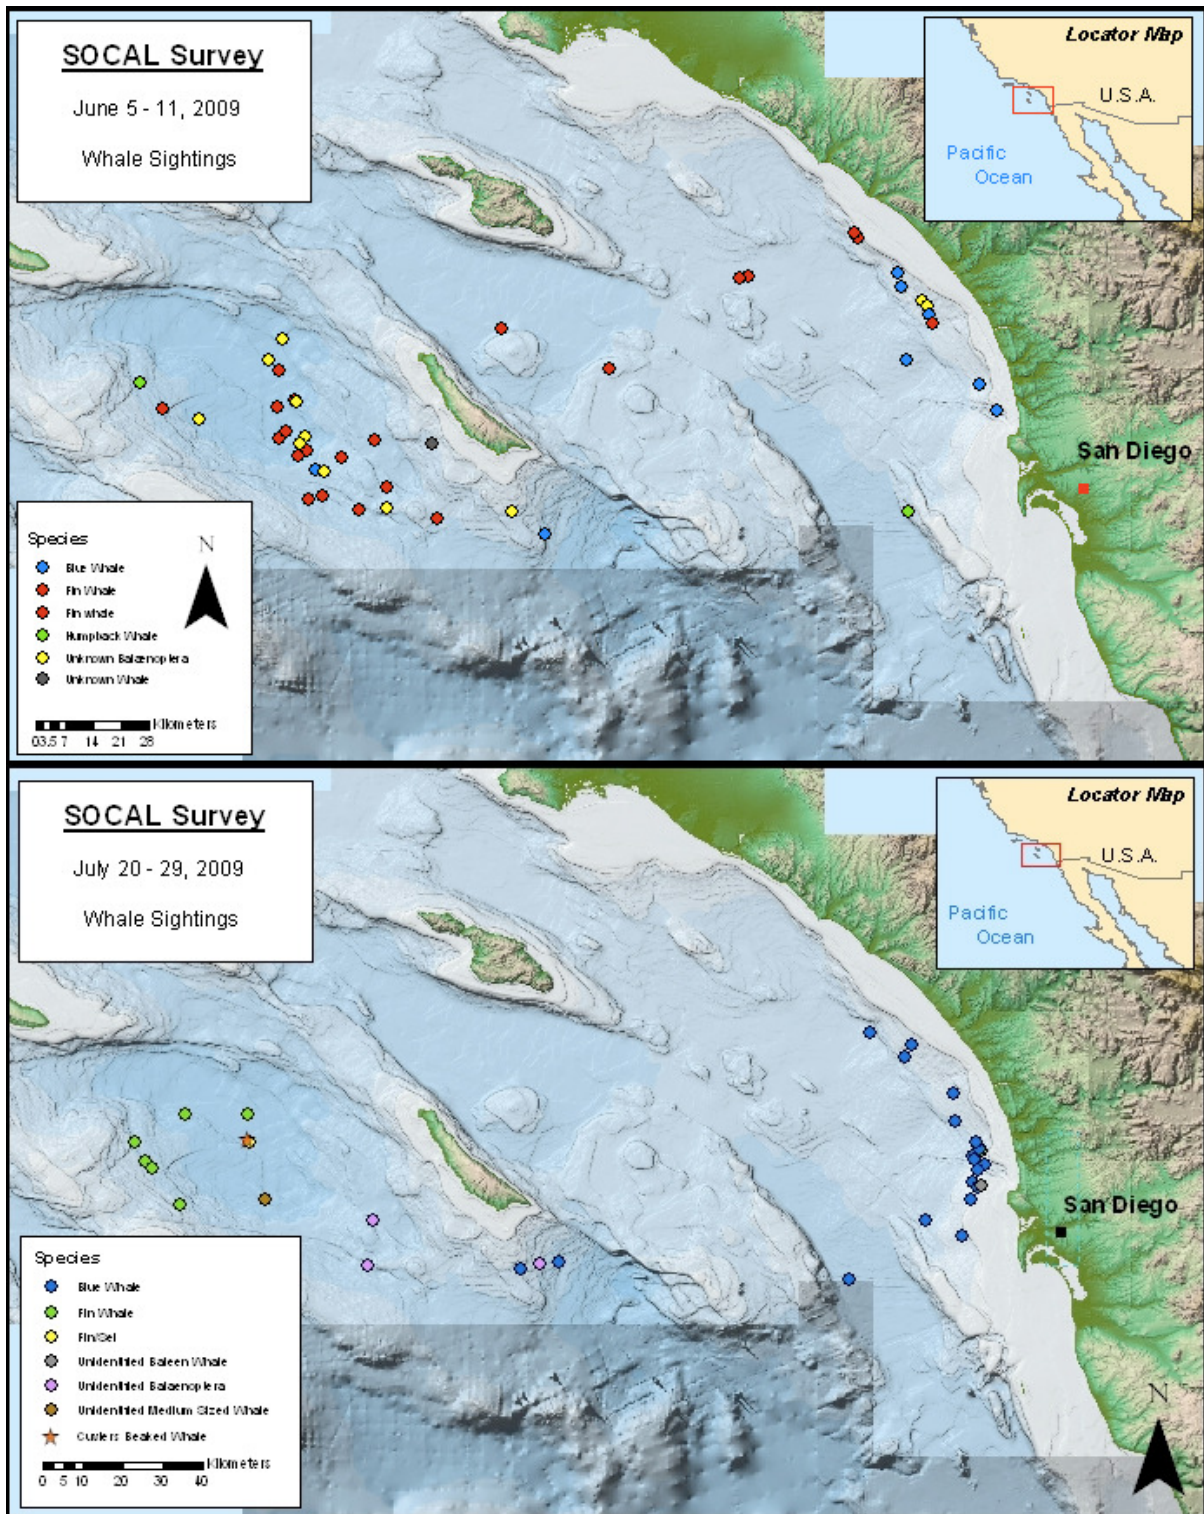 SOCAL Survey
June 5 - 11, 2009
Whale Sightings
Locator Map
U.S.A.
Pacific
Ocean
San Diego
Species
Blue Whale
Fin Whale
Fin whale
Humpback Whale
Unknown Balaenoptera
Unknown Whale
N
Kilometers
03.5 7 14 21 28
SOCAL Survey
July 20 - 29, 2009
Whale Sightings
Locator Map
U.S.A.
Pacific
Ocean
San Diego
Species
Blue Whale
Fin Whale
Fin/Sei
Unidentified Baleen Whale
Unidentified Balaenoptera
Unidentified Medium Sized Whale
Cuviers Beaked Whale
Kilometers
0 5 10 20 30 40
N